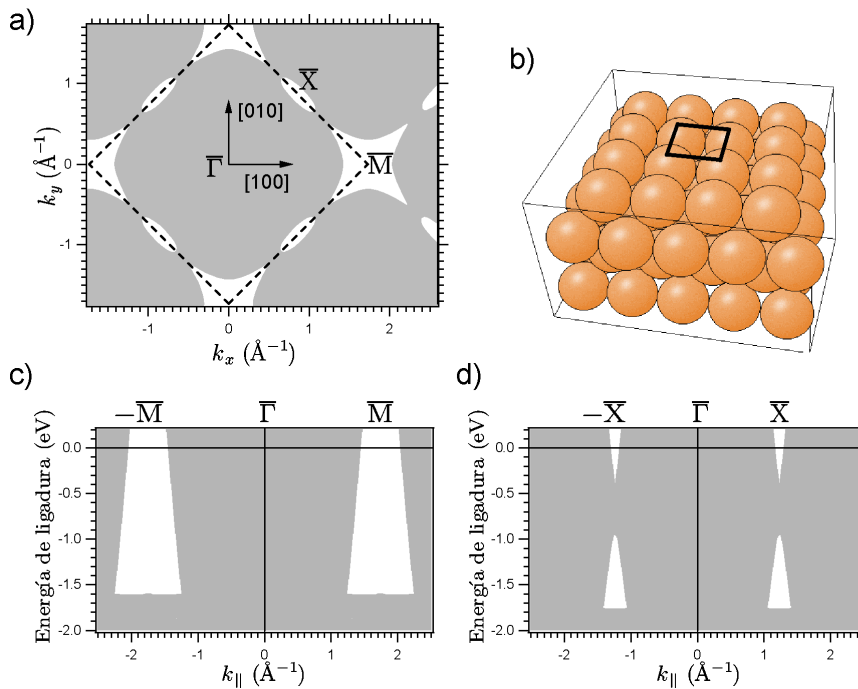 a)
1
0
-1
k_y (Å⁻¹)
X̅
[010]
Γ̅
M̅
[100]
-1
0
1
2
k_x (Å⁻¹)
b)
c)
−M̅
Γ̅
M̅
0.0
-0.5
-1.0
-1.5
-2.0
Energía de ligadura (eV)
-2
-1
0
1
2
k_∥ (Å⁻¹)
d)
−X̅
Γ̅
X̅
0.0
-0.5
-1.0
-1.5
-2.0
Energía de ligadura (eV)
-2
-1
0
1
2
k_∥ (Å⁻¹)